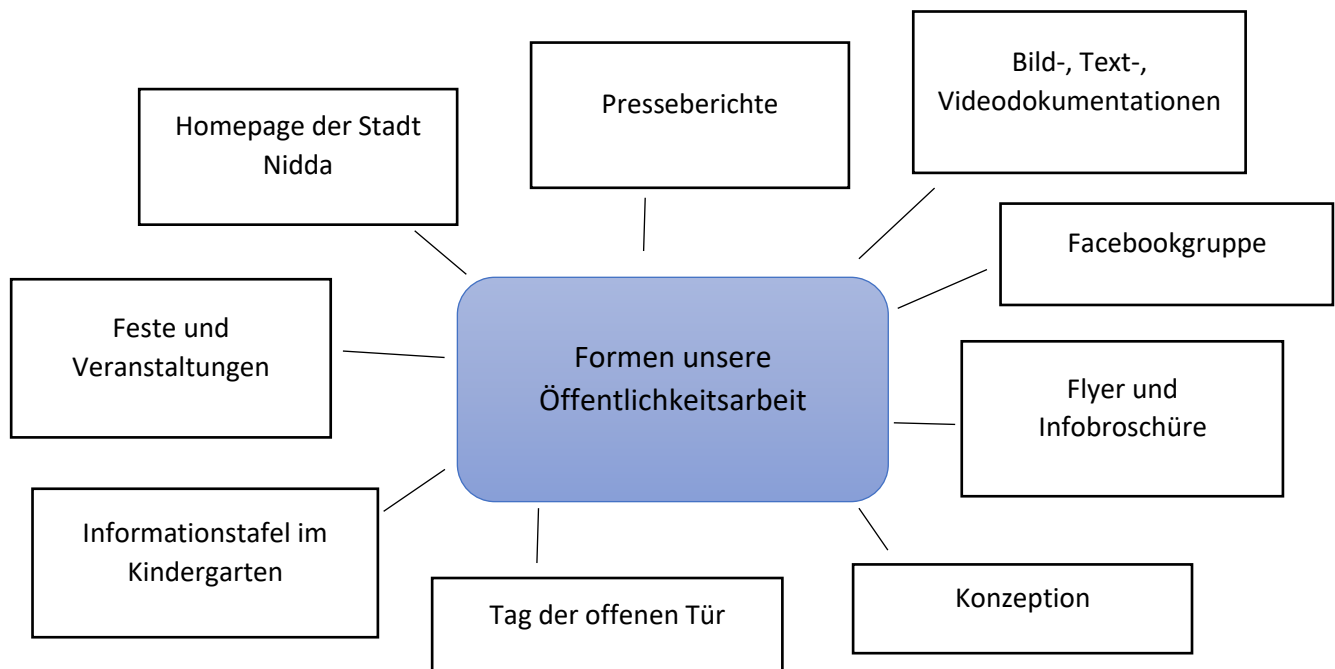 Bild-, Text-,
Videodokumentationen
Presseberichte
Homepage der Stadt
Nidda
Facebookgruppe
Feste und
Veranstaltungen
Formen unsere
Öffentlichkeitsarbeit
Flyer und
Infobroschüre
Informationstafel im
Kindergarten
Tag der offenen Tür
Konzeption